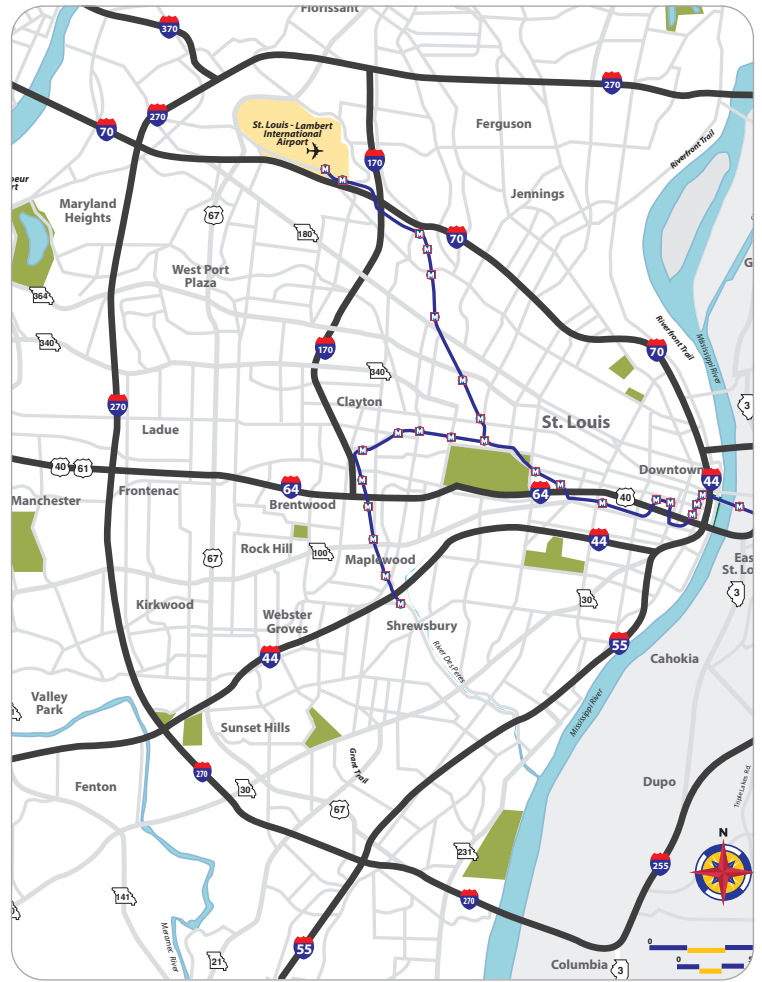 Florissant
370
270
270
Ferguson
St. Louis - Lambert
International
Airport
70
170
Riverfront Trail
M
M
Jennings
Maryland
Heights
67
180
M
70
M
West Port
Plaza
M
364
M
Riverfront Trail
Mississippi River
340
170
70
340
M
Clayton
3
270
M
St. Louis
Ladue
M
M
M
M
M
40
61
M
Downtown
Manchester
Frontenac
64
M
M
64
40
44
Brentwood
M
M
M
M
M
M
M
M
Rock Hill
100
M
44
67
Maplewood
M
Eas
St. Lo
3
Kirkwood
M
30
Webster
Groves
Shrewsbury
44
River Des Peres
55
Cahokia
Valley
Park
Mississippi River
Sunset Hills
Grant Trail
270
Fenton
30
Dupo
67
N
231
255
141
270
Meramec River
55
21
0
0
Columbia
3